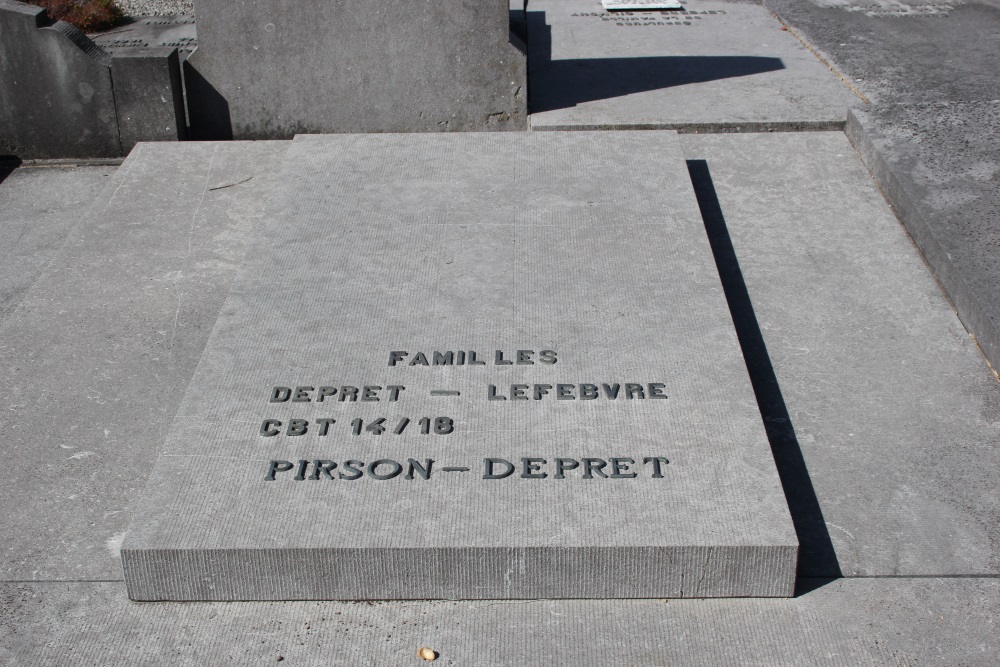 FAMILLES
DEPRET — LEFEBVRE
CBT 14/18
PIRSON — DEPRET